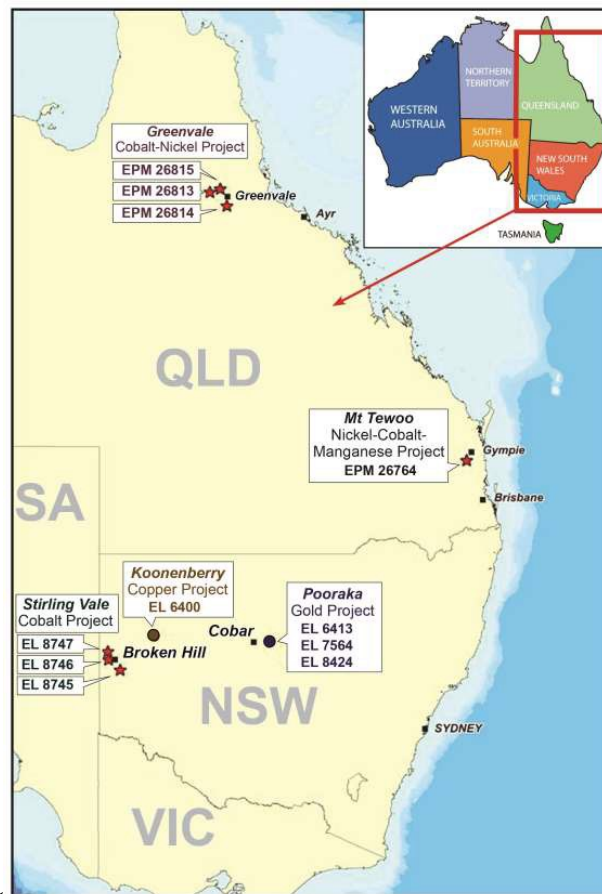 NORTHERN
TERRITORY
QUEENSLAND
WESTERN
AUSTRALIA
SOUTH
AUSTRALIA
NEW SOUTH
WALES
VICTORIA
TASMANIA
Greenvale
Cobalt-Nickel Project
EPM 26815
EPM 26813
EPM 26814
Greenvale
Ayr
QLD
Mt Tewoo
Nickel-Cobalt-
Manganese Project
EPM 26764
Gympie
Brisbane
SA
Koonenberry
Copper Project
EL 6400
Pooraka
Gold Project
EL 6413
EL 7564
EL 8424
Stirling Vale
Cobalt Project
EL 8747
EL 8746
EL 8745
Broken Hill
Cobar
NSW
SYDNEY
VIC